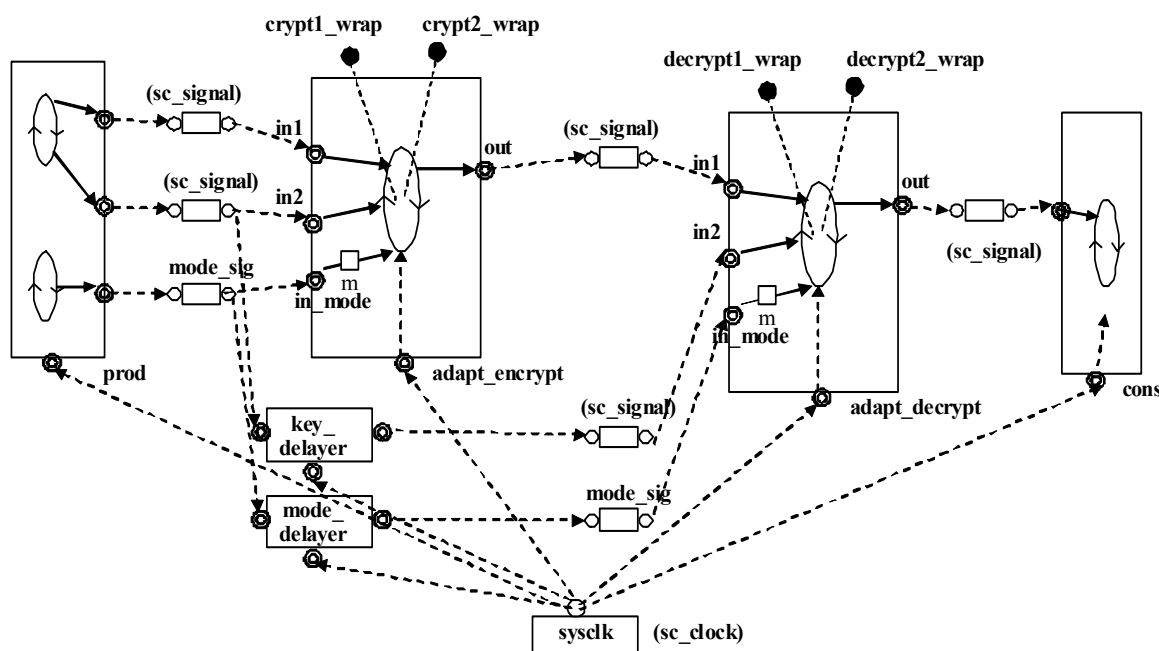 crypt1_wrap
crypt2_wrap
decrypt1_wrap
decrypt2_wrap
(sc_signal)
in1
out
(sc_signal)
in1
out
(sc_signal)
in2
in2
(sc_signal)
mode_sig
m
in_mode
m
in_mode
prod
adapt_encrypt
adapt_decrypt
cons
key_
delayer
(sc_signal)
mode_
delayer
mode_sig
sysclk
(sc_clock)